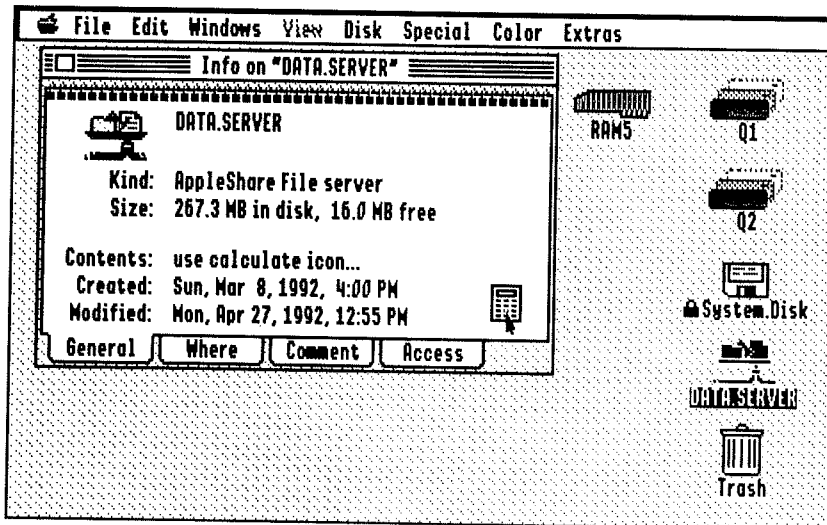 File Edit Windows View Disk Special Color Extras
Info on "DATA.SERVER"
DATA.SERVER
Kind: AppleShare File server
Size: 267.3 MB in disk, 16.0 MB free
Contents: use calculate icon...
Created: Sun, Mar 8, 1992, 4:00 PM
Modified: Mon, Apr 27, 1992, 12:55 PM
General Where Comment Access
RAM5
Q1
Q2
System.Disk
DATA.SERVER
Trash